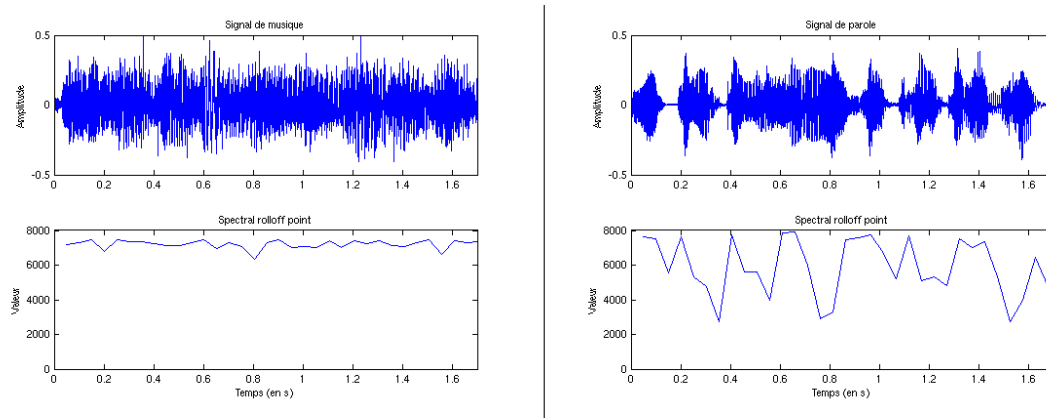 Signal de musique
0.5
0
-0.5
Amplitude
0 0.2 0.4 0.6 0.8 1 1.2 1.4 1.6
Spectral rolloff point
8000
6000
4000
2000
0
Valeur
0 0.2 0.4 0.6 0.8 1 1.2 1.4 1.6
Temps (en s)
Signal de parole
0.5
0
-0.5
Amplitude
0 0.2 0.4 0.6 0.8 1 1.2 1.4 1.6
Spectral rolloff point
8000
6000
4000
2000
0
Valeur
0 0.2 0.4 0.6 0.8 1 1.2 1.4 1.6
Temps (en s)